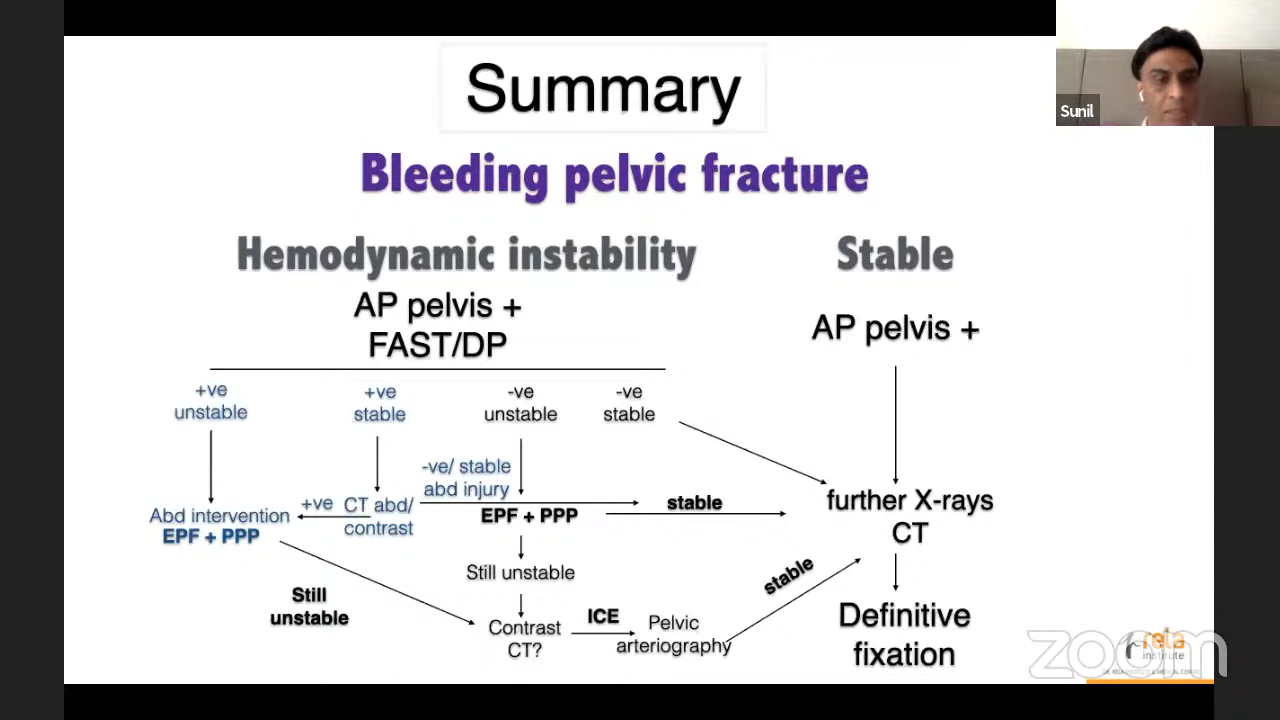 Summary
Sunil
Bleeding pelvic fracture
Hemodynamic instability
Stable
AP pelvis +
FAST/DP
AP pelvis +
+ve
unstable
+ve
stable
-ve
unstable
-ve
stable
-ve/ stable
abd injury
+ve
CT abd/
contrast
Abd intervention
EPF + PPP
EPF + PPP
stable
further X-rays
CT
Still unstable
stable
Still
unstable
Contrast
CT?
ICE
Pelvic
arteriography
Definitive
fixation
rela
institute
zoom